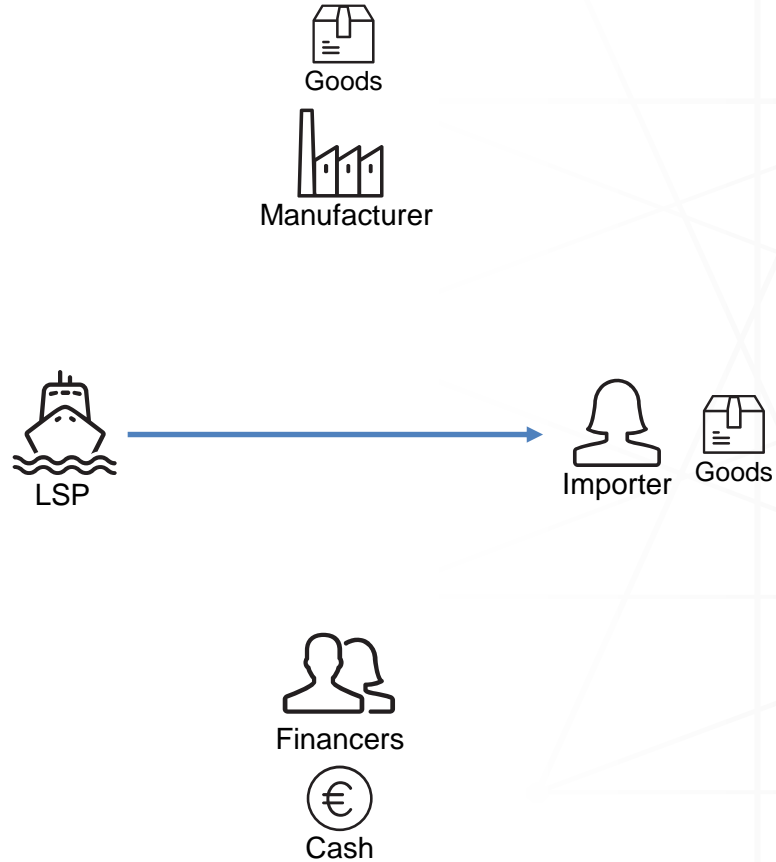 Goods
Manufacturer
LSP
Importer
Goods
Financers
€
Cash